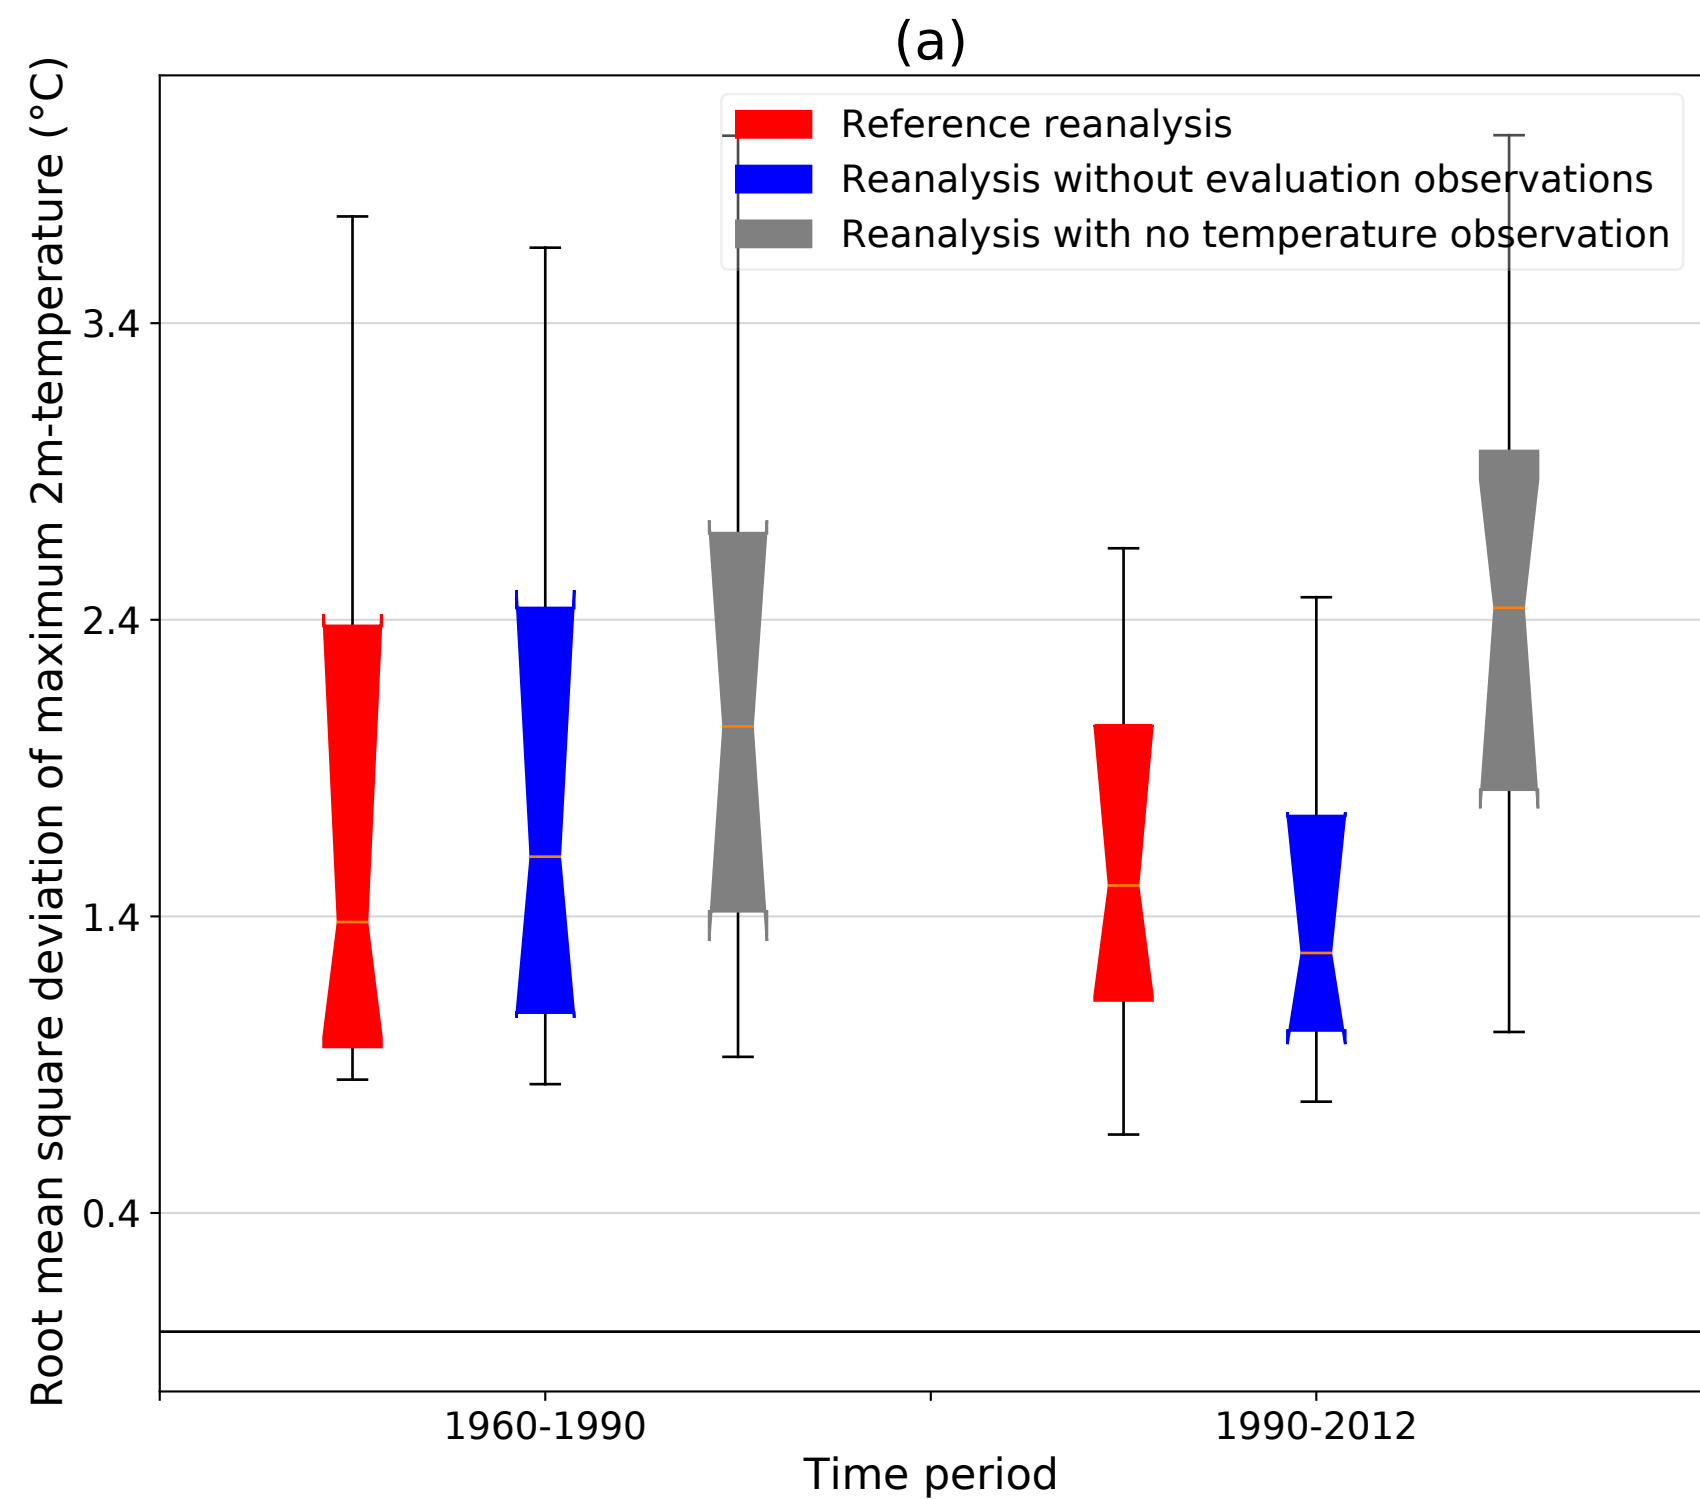 (a)
Root mean square deviation of maximum 2m-temperature (°C)
Reference reanalysis
Reanalysis without evaluation observations
Reanalysis with no temperature observation
3.4
2.4
1.4
0.4
1960-1990
1990-2012
Time period